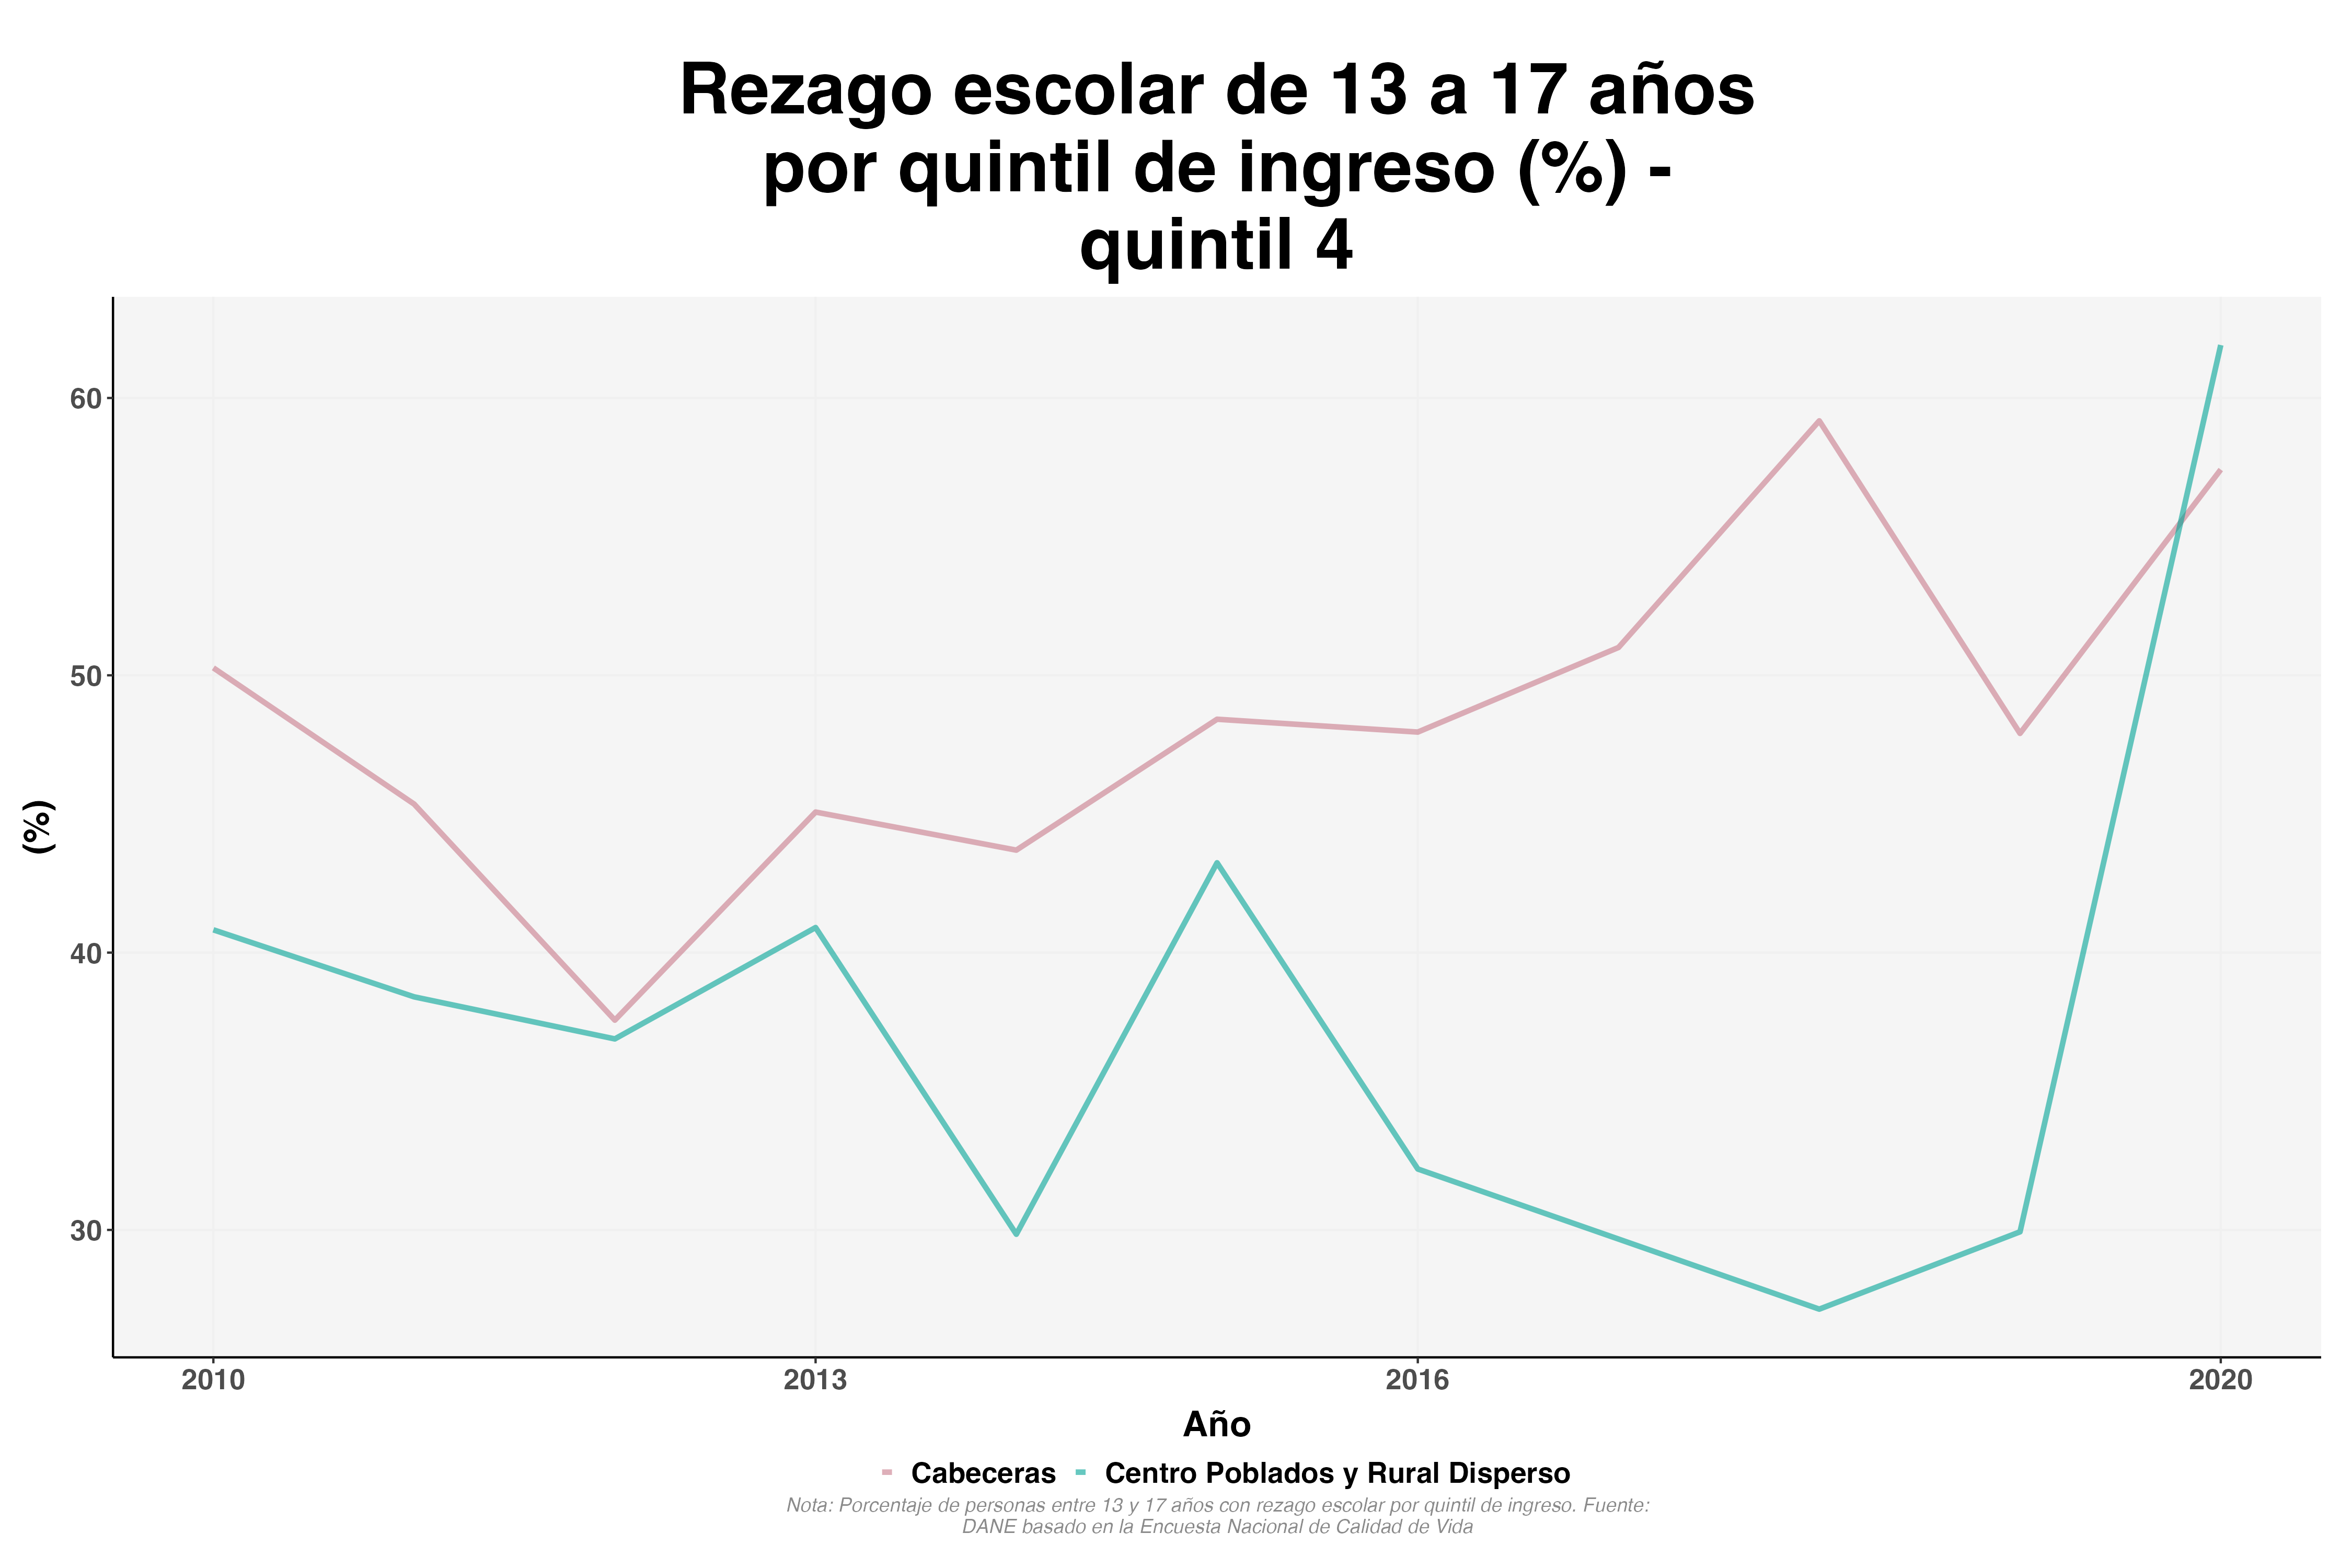 Rezago escolar de 13 a 17 años
por quintil de ingreso (%) -
quintil 4
60
50
40
30
(%)
2010 2013 2016 2020
Año
Cabeceras Centro Poblados y Rural Disperso
Nota: Porcentaje de personas entre 13 y 17 años con rezago escolar por quintil de ingreso. Fuente:
DANE basado en la Encuesta Nacional de Calidad de Vida